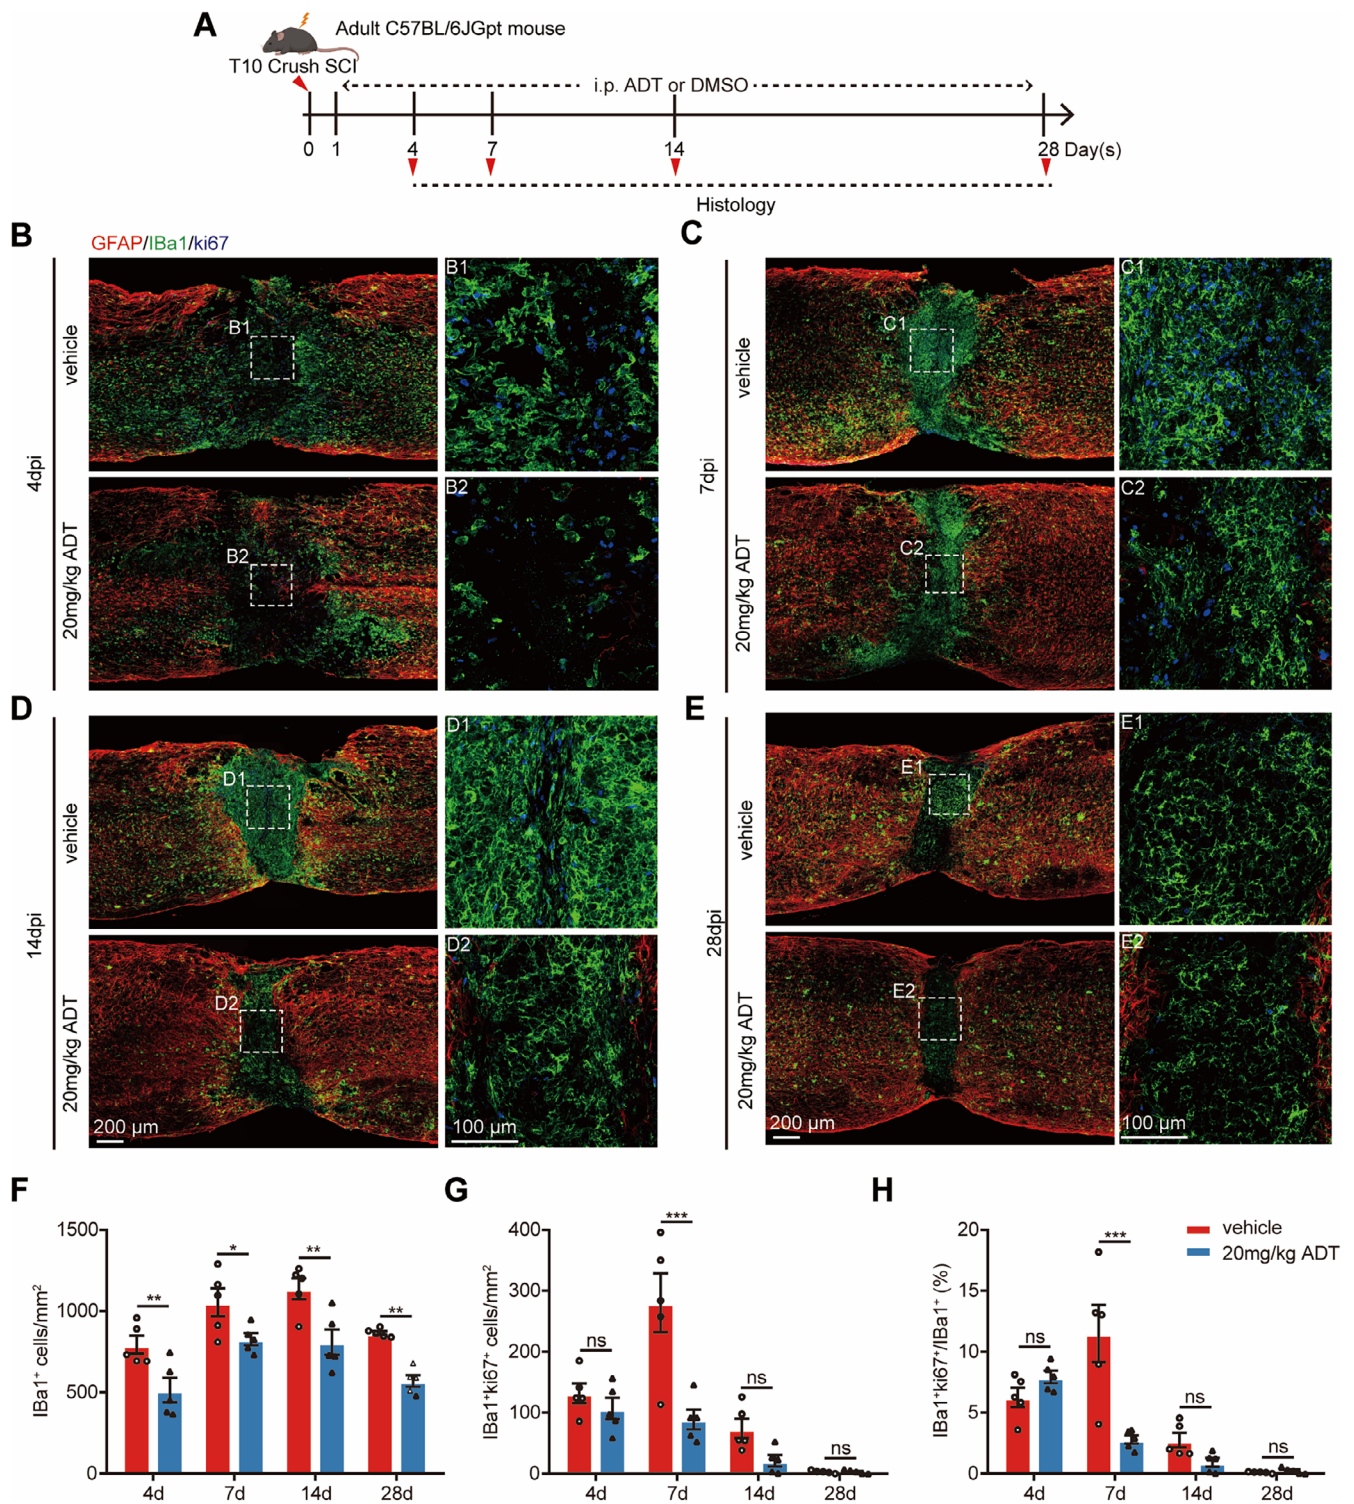 A
Adult C57BL/6JGpt mouse
T10 Crush SCI
i.p. ADT or DMSO
0 1 4 7 14 28 Day(s)
Histology
B
GFAP/IBa1/ki67
4dpi
vehicle
B1
B1
20mg/kg ADT
B2
B2
C
7dpi
vehicle
C1
C1
20mg/kg ADT
C2
C2
D
14dpi
vehicle
D1
D1
20mg/kg ADT
D2
D2
200 μm
100 μm
E
28dpi
vehicle
E1
E1
20mg/kg ADT
E2
E2
200 μm
100 μm
F
IBa1⁺ cells/mm²
1500
1000
500
0
**
*
**
**
4d 7d 14d 28d
G
IBa1⁺ki67⁺ cells/mm²
400
300
200
100
0
ns
***
ns
ns
4d 7d 14d 28d
H
IBa1⁺ki67⁺/IBa1⁺ (%)
20
15
10
5
0
ns
***
ns
ns
4d 7d 14d 28d
vehicle
20mg/kg ADT